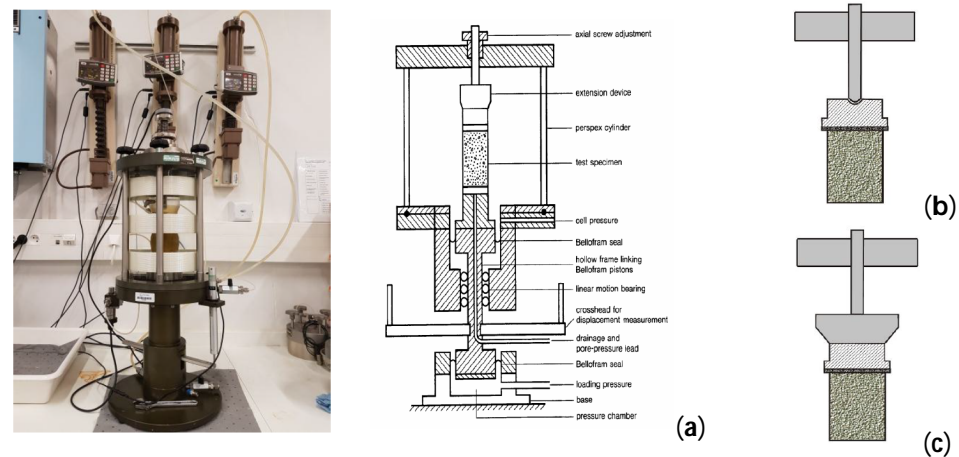 axial screw adjustment
extension device
perspex cylinder
test specimen
cell pressure
Bellofram seal
hollow frame linking
Bellofram pistons
linear motion bearing
crosshead for
displacement measurement
drainage and
pore-pressure lead
Bellofram seal
loading pressure
base
pressure chamber
(a)
(b)
(c)